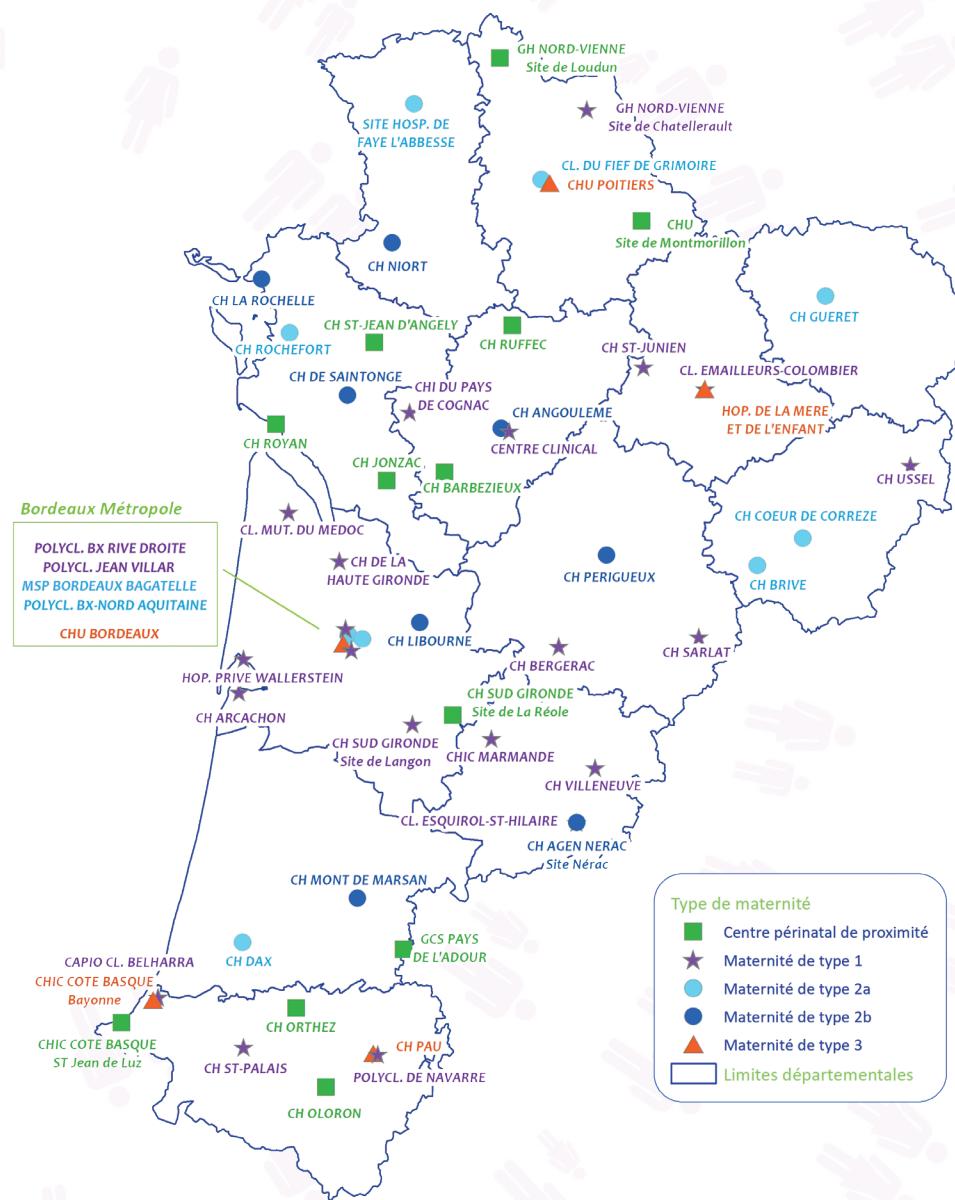 GH NORD-VIENNE
Site de Loudun
GH NORD-VIENNE
Site de Chatellerault
SITE HOSP. DE
FAYE L'ABBESSE
CL. DU FIEF DE GRIMOIRE
CHU POITIERS
CHU
Site de Montmorillon
CH NIORT
CH LA ROCHELLE
CH GUERET
CH ROCHEFORT
CH ST-JEAN D'ANGELY
CH RUFFEC
CH ST-JUNIEN
CL. EMAILLEURS-COLOMBIER
CH DE SAINTONGE
CHI DU PAYS
DE COGNAC
HOP. DE LA MERE
ET DE L'ENFANT
CH ANGOULEME
CENTRE CLINICAL
CH ROYAN
CH JONZAC
CH BARBEZIEUX
CH USSEL
Bordeaux Métropole
POLYCL. BX RIVE DROITE
POLYCL. JEAN VILLAR
MSP BORDEAUX BAGATELLE
POLYCL. BX-NORD AQUITAINE
CHU BORDEAUX
CL. MUT. DU MEDOC
CH DE LA
HAUTE GIRONDE
CH COEUR DE CORREZE
CH PERIGUEUX
CH BRIVE
CH LIBOURNE
CH BERGERAC
CH SARLAT
HOP. PRIVE WALLERSTEIN
CH ARCACHON
CH SUD GIRONDE
Site de La Réole
CH SUD GIRONDE
Site de Langon
CHIC MARMANDE
CH VILLENEUVE
CL. ESQUIROL-ST-HILAIRE
CH AGEN NERAC
Site Nérac
CH MONT DE MARSAN
CH DAX
GCS PAYS
DE L'ADOUR
CAPIO CL. BELHARRA
CHIC COTE BASQUE
Bayonne
CHIC COTE BASQUE
ST Jean de Luz
CH ORTHEZ
CH ST-PALAIS
CH PAU
POLYCL. DE NAVARRE
CH OLORON
Type de maternité
Centre périnatal de proximité
Maternité de type 1
Maternité de type 2a
Maternité de type 2b
Maternité de type 3
Limites départementales